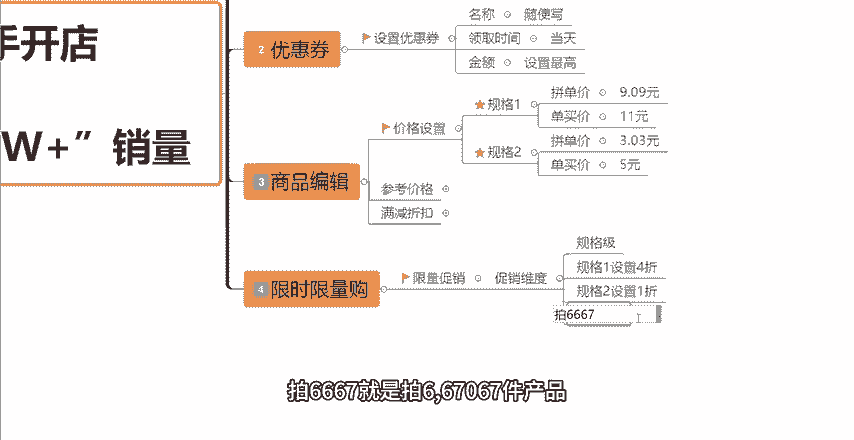 手开店
W+”销量
2 优惠券
设置优惠券
名称 随便写
领取时间 当天
金额 设置最高
3 商品编辑
价格设置
规格1
拼单价 9.09元
单买价 11元
规格2
拼单价 3.03元
单买价 5元
参考价格
满减折扣
4 限时限量购
限量促销 促销维度
规格级
规格1设置4折
规格2设置1折
拍6667
拍6667就是拍6,67067件产品